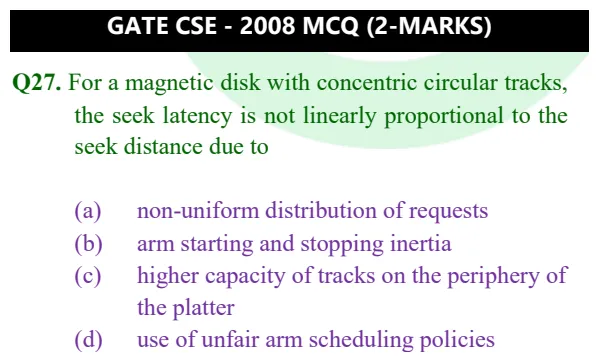 GATE CSE - 2008 MCQ (2-MARKS)
Q27. For a magnetic disk with concentric circular tracks,
the seek latency is not linearly proportional to the
seek distance due to
(a) non-uniform distribution of requests
(b) arm starting and stopping inertia
(c) higher capacity of tracks on the periphery of
the platter
(d) use of unfair arm scheduling policies